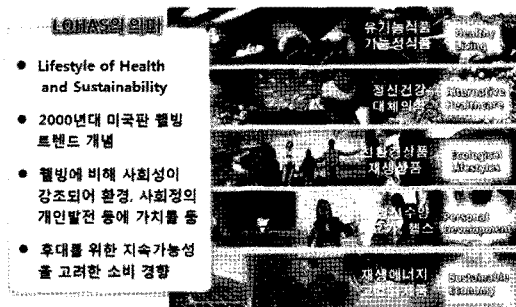 LOHAS의 의미
● Lifestyle of Health
and Sustainability
● 2000년대 미국판 웰빙
트렌드 개념
● 웰빙에 비해 사회성이
강조되어 환경, 사회정의
개인발전 등에 가치를 둠
● 후대를 위한 지속가능성
을 고려한 소비 경향
유기농식품
기능성식품
Healthy
Living
정신건강
대체의학
Alternative
Healthcare
친환경상품
재생상품
Ecological
Lifestyles
헬스
Personal
Development
재생에너지
Sustainable
Economy